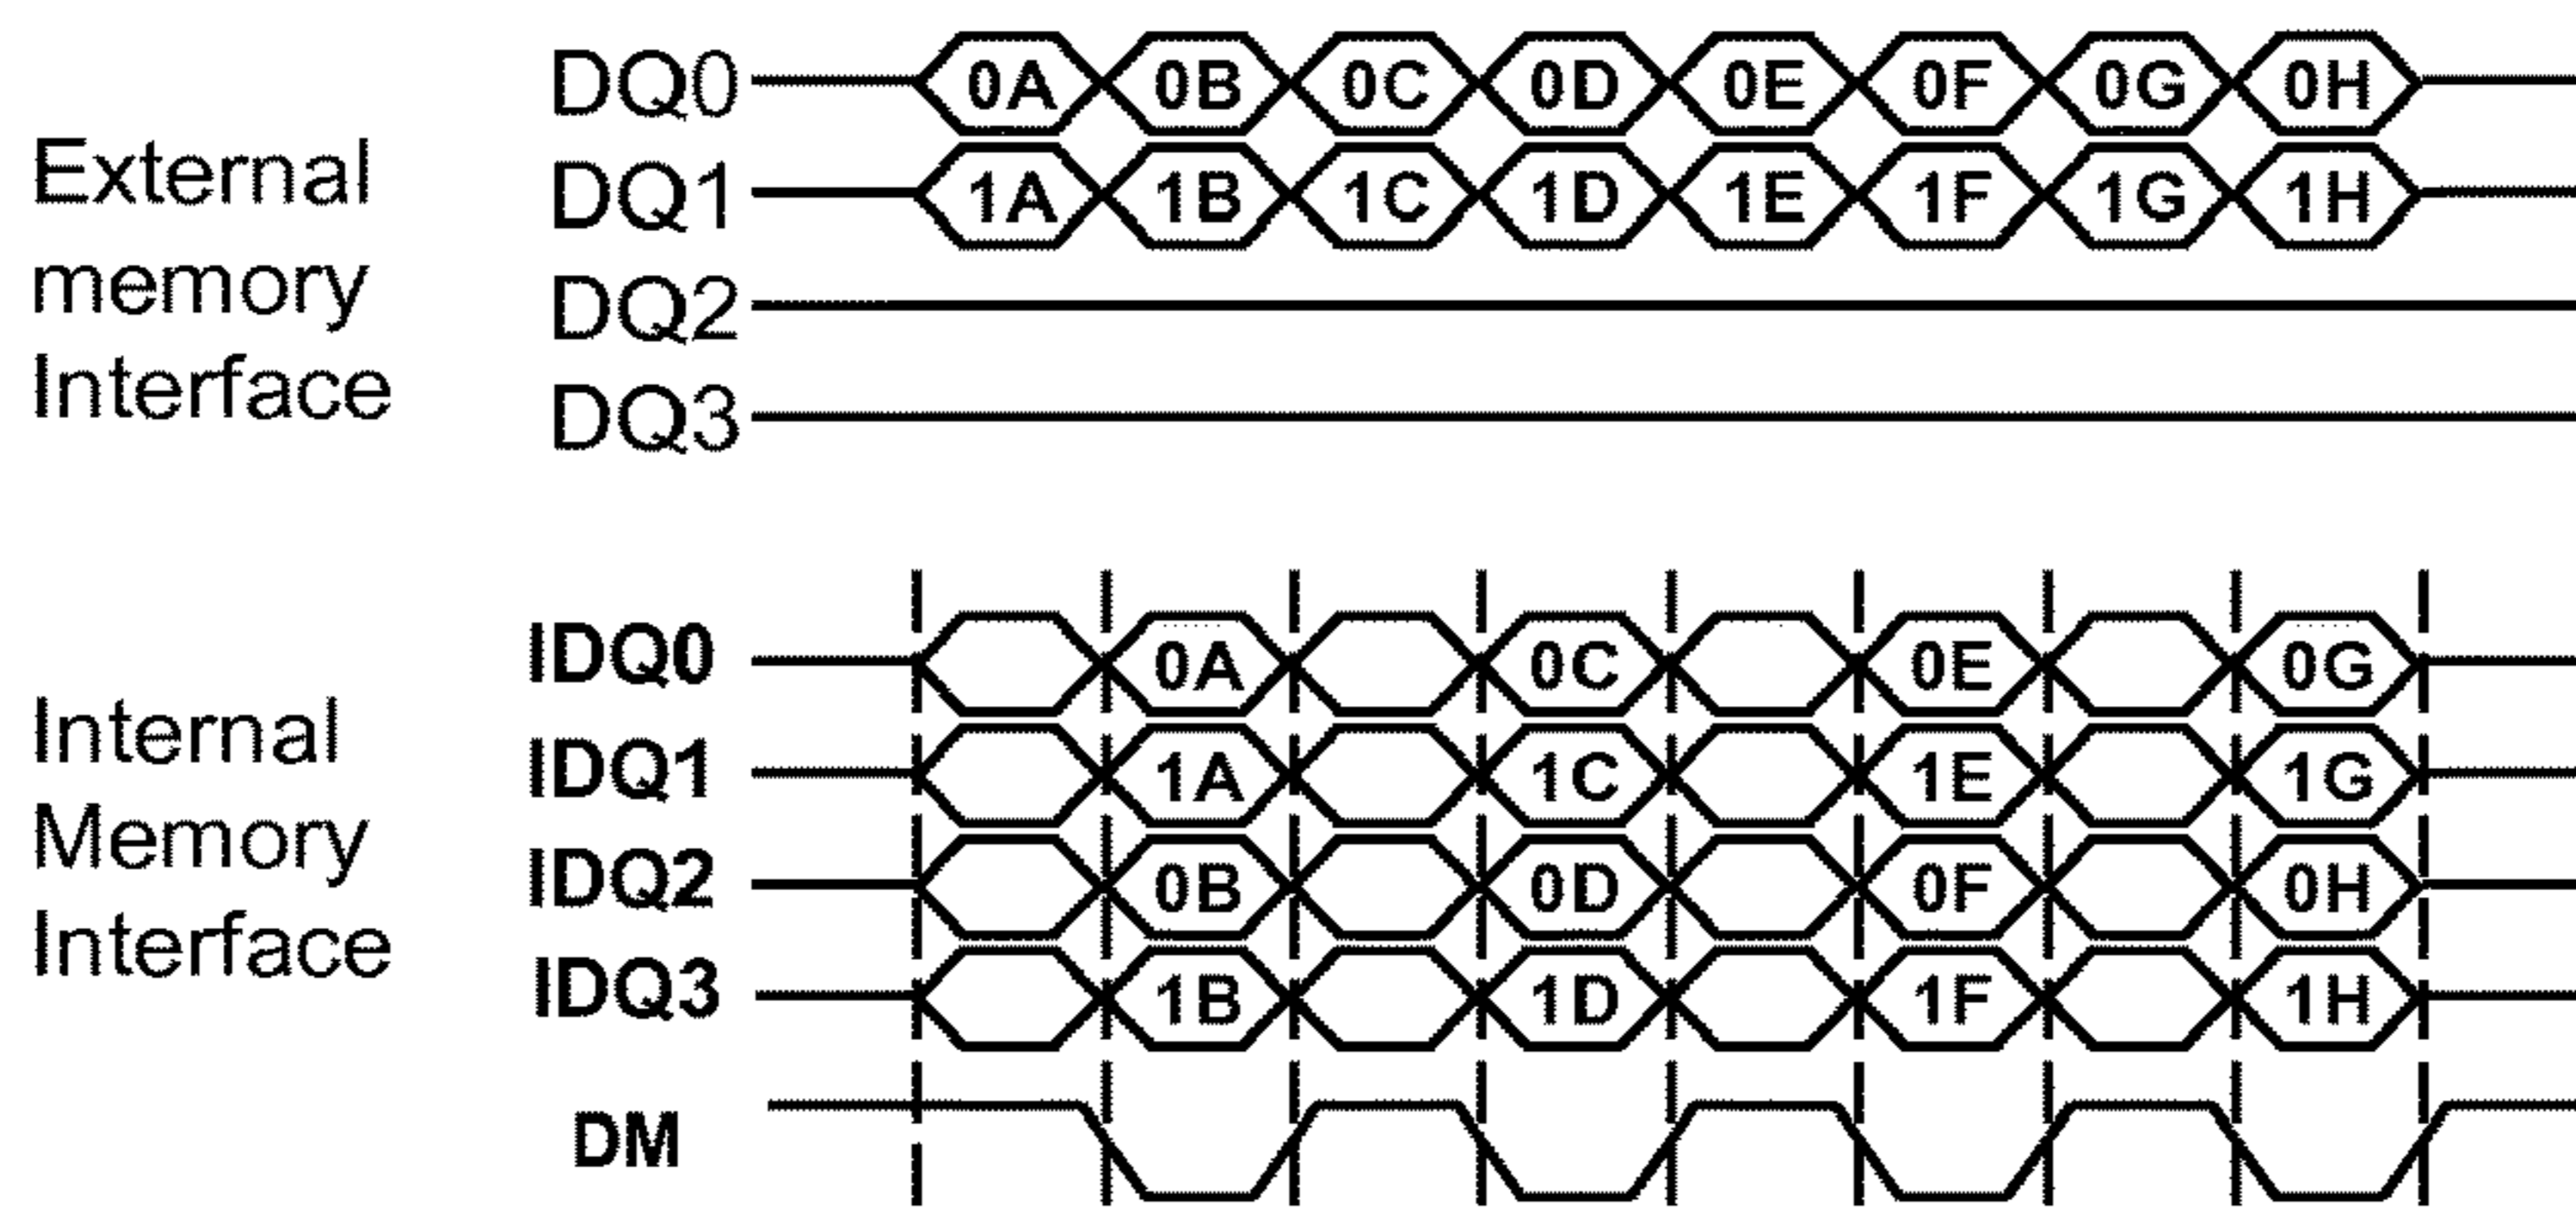 External
memory
Interface
DQ0 0A 0B 0C 0D 0E 0F 0G 0H
DQ1 1A 1B 1C 1D 1E 1F 1G 1H
DQ2
DQ3
Internal
Memory
Interface
IDQ0 0A 0C 0E 0G
IDQ1 1A 1C 1E 1G
IDQ2 0B 0D 0F 0H
IDQ3 1B 1D 1F 1H
DM